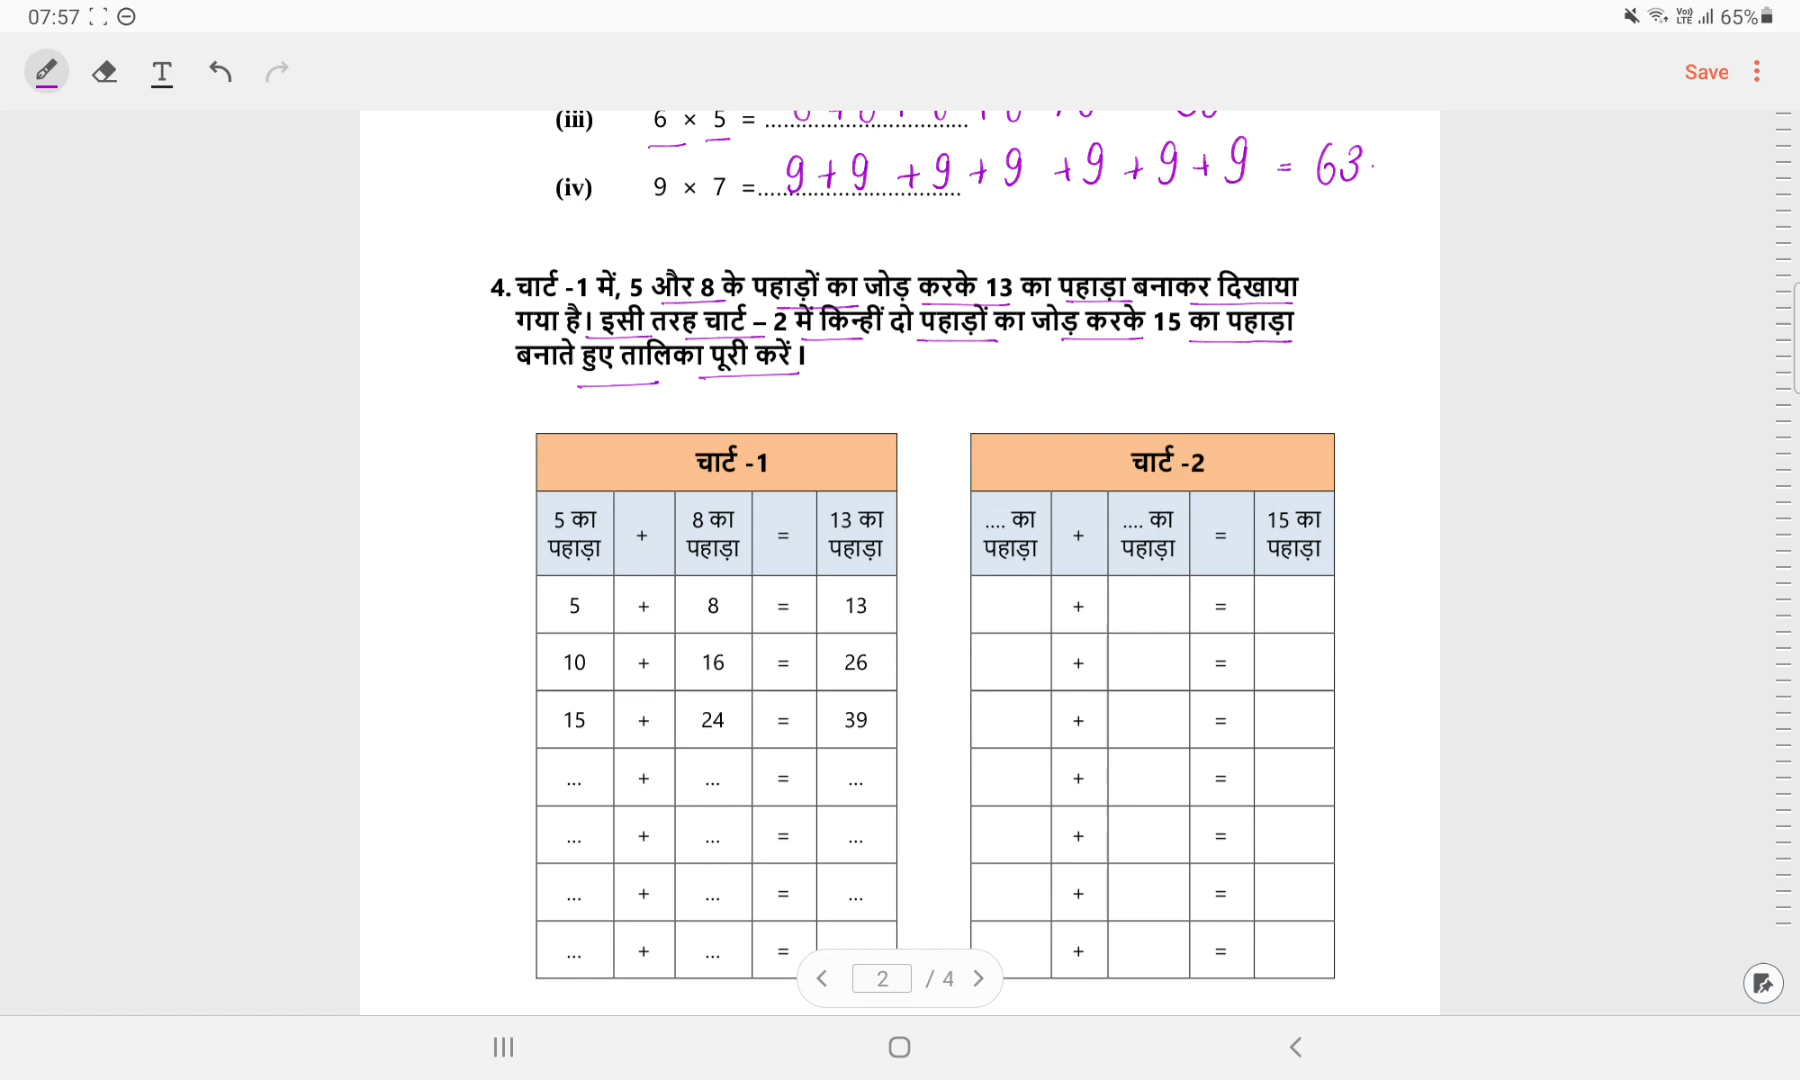 07:57
Vo)) LTE 65%
T Save
(iii) 6 × 5 = ..............................
(iv) 9 × 7 =.............................. 9 + 9 + 9 + 9 + 9 + 9 + 9 = 63.
4. चार्ट -1 में, 5 और 8 के पहाड़ों का जोड़ करके 13 का पहाड़ा बनाकर दिखाया
गया है। इसी तरह चार्ट – 2 में किन्हीं दो पहाड़ों का जोड़ करके 15 का पहाड़ा
बनाते हुए तालिका पूरी करें।
चार्ट -1
5 का पहाड़ा + 8 का पहाड़ा = 13 का पहाड़ा
5 + 8 = 13
10 + 16 = 26
15 + 24 = 39
... + ... = ...
... + ... = ...
... + ... = ...
... + ... =
चार्ट -2
.... का पहाड़ा + .... का पहाड़ा = 15 का पहाड़ा
+ =
+ =
+ =
+ =
+ =
+ =
+ =
2 / 4